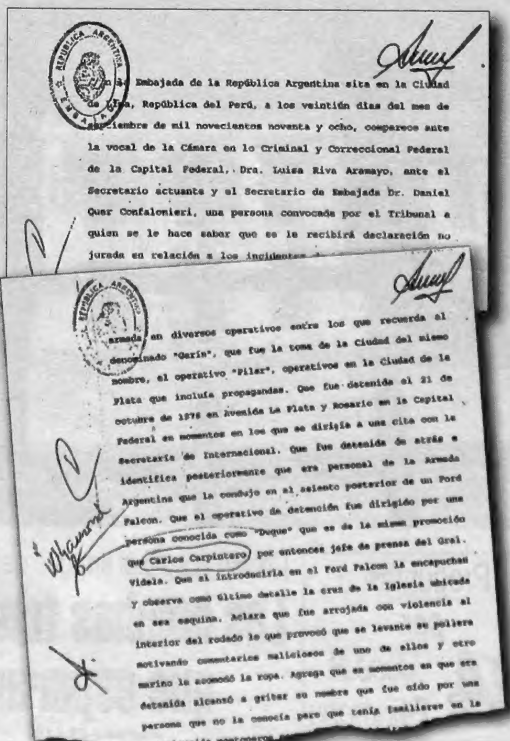 REPÚBLICA ARGENTINA
EMBAJADA
Embajada de la República Argentina sita en la Ciudad
de Lima, República del Perú, a los veintiún días del mes de
septiembre de mil novecientos noventa y ocho, comparece ante
la vocal de la Cámara en lo Criminal y Correccional Federal
de la Capital Federal, Dra. Luisa Riva Aramayo, ante el
Secretario actuante y el Secretario de Embajada Dr. Daniel
Quer Confalonieri, una persona convocada por el Tribunal a
quien se le hace saber que se le recibirá declaración no
jurada en relación a los incidentes
REPÚBLICA ARGENTINA
armada en diversos operativos entre los que recuerda al
denominado "Garín", que fue la toma de la Ciudad del mismo
nombre, el operativo "Pilar", operativos en la Ciudad de La
Plata que incluía propagandas. Que fue detenida el 21 de
octubre de 1976 en Avenida La Plata y Rosario en la Capital
Federal en momentos en los que se dirigía a una cita con la
Secretaría de Internacional. Que fue detenida de atrás e
identifica posteriormente que era personal de la Armada
Argentina que la condujo en el asiento posterior de un Ford
Falcon. Que el operativo de detención fue dirigido por una
persona conocida como "Duque" que es de la misma promoción
que Carlos Carpintero por entonces jefe de prensa del Gral.
Videla. Que al introducirla en el Ford Falcon la encapuchan
y observa como último detalle la cruz de la Iglesia ubicada
en esa esquina. Aclara que fue arrojada con violencia al
interior del rodado lo que provocó que se levante su pollera
motivando comentarios maliciosos de uno de ellos y otro
marino le acomodó la ropa. Agrega que en momentos en que era
detenida alcanzó a gritar su nombre que fue oído por una
persona que no la conocía pero que tenía familiares en la
montoneros